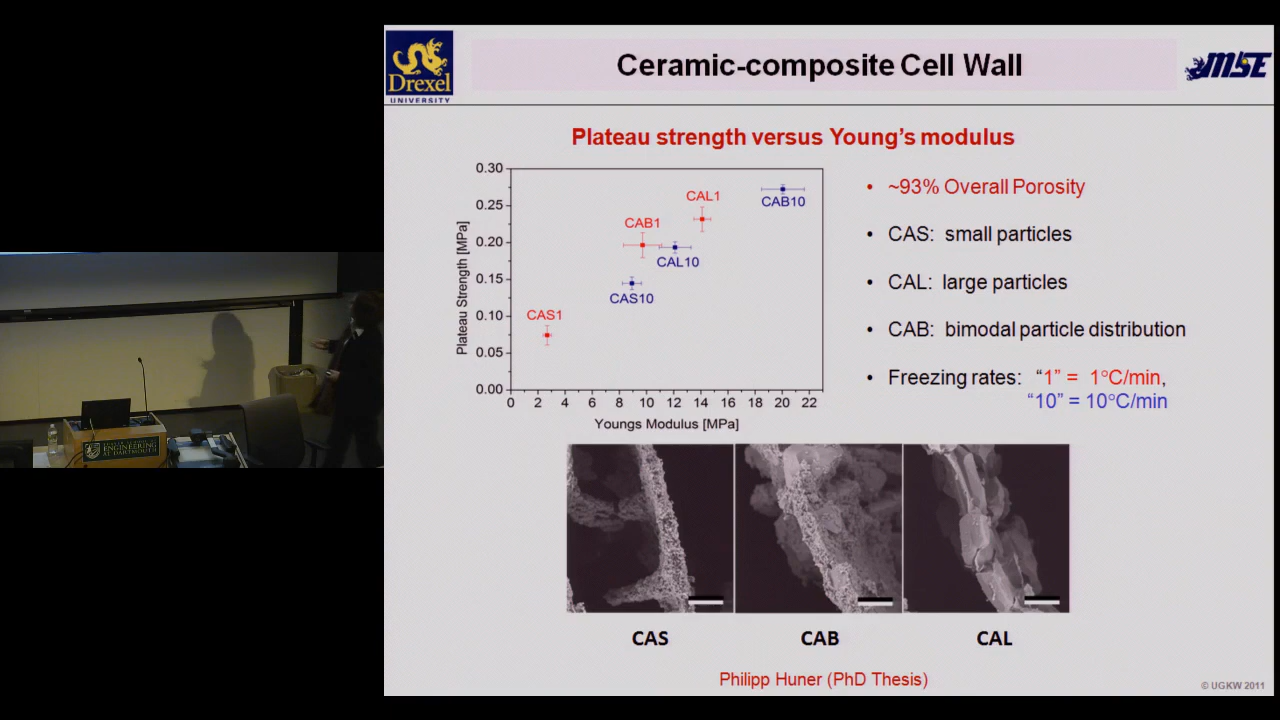 Drexel
UNIVERSITY
Ceramic-composite Cell Wall
MSE
Plateau strength versus Young's modulus
0.30
0.25
0.20
0.15
0.10
0.05
0.00
Plateau Strength [MPa]
0 2 4 6 8 10 12 14 16 18 20 22
Youngs Modulus [MPa]
CAS1
CAB1
CAL1
CAS10
CAL10
CAB10
• ~93% Overall Porosity
• CAS: small particles
• CAL: large particles
• CAB: bimodal particle distribution
• Freezing rates: “1” = 1°C/min,
“10” = 10°C/min
CAS CAB CAL
Philipp Huner (PhD Thesis)
© UGKW 2011
ENGINEERING
AT DARTMOUTH